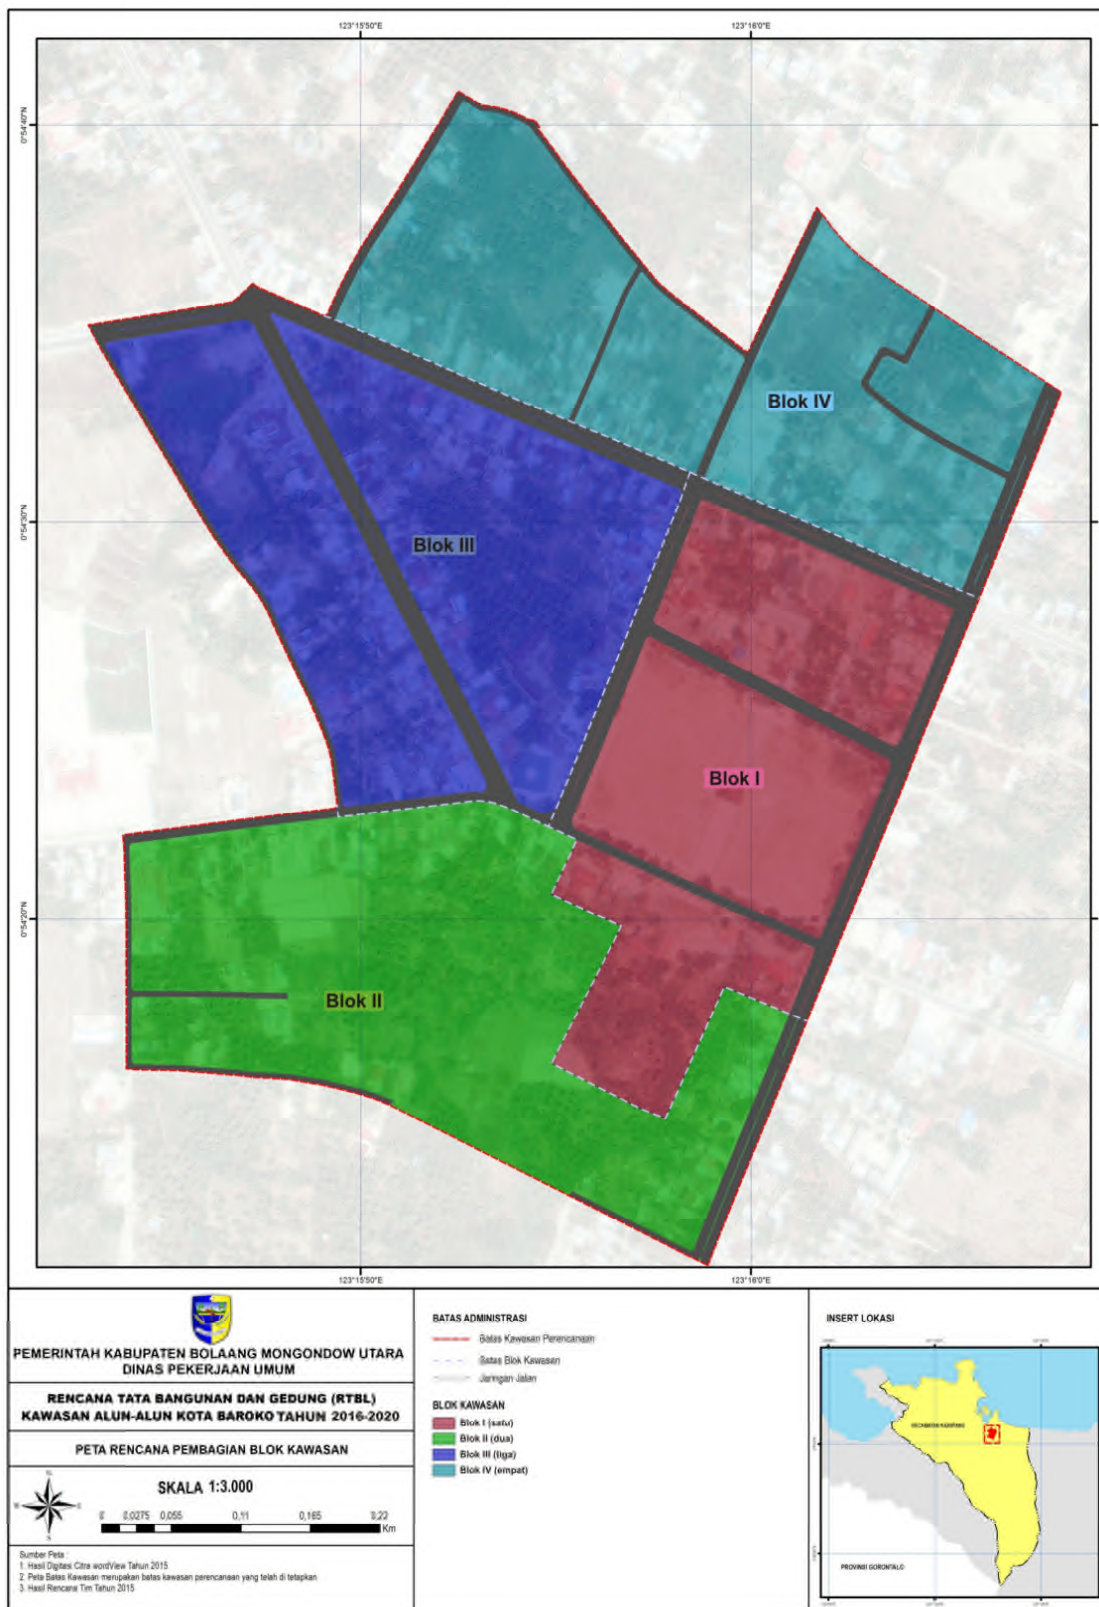 123°15'50"E
123°16'0"E
0°54'40"N
0°54'30"N
0°54'20"N
Blok IV
Blok III
Blok I
Blok II
123°15'50"E
123°16'0"E
PEMERINTAH KABUPATEN BOLAANG MONGONDOW UTARA
DINAS PEKERJAAN UMUM
RENCANA TATA BANGUNAN DAN GEDUNG (RTBL)
KAWASAN ALUN-ALUN KOTA BAROKO TAHUN 2016-2020
PETA RENCANA PEMBAGIAN BLOK KAWASAN
SKALA 1:3.000
0 0,0275 0,055 0,11 0,165 0,22
Km
Sumber Peta :
1. Hasil Digitasi Citra wordView Tahun 2015
2. Peta Batas Kawasan merupakan batas kawasan perencanaan yang telah di tetapkan
3. Hasil Rencana Tim Tahun 2015
BATAS ADMINISTRASI
Batas Kawasan Perencanaan
Batas Blok Kawasan
Jaringan Jalan
BLOK KAWASAN
Blok I (satu)
Blok II (dua)
Blok III (tiga)
Blok IV (empat)
INSERT LOKASI
KECAMATAN KAIDIPANG
PROVINSI GORONTALO